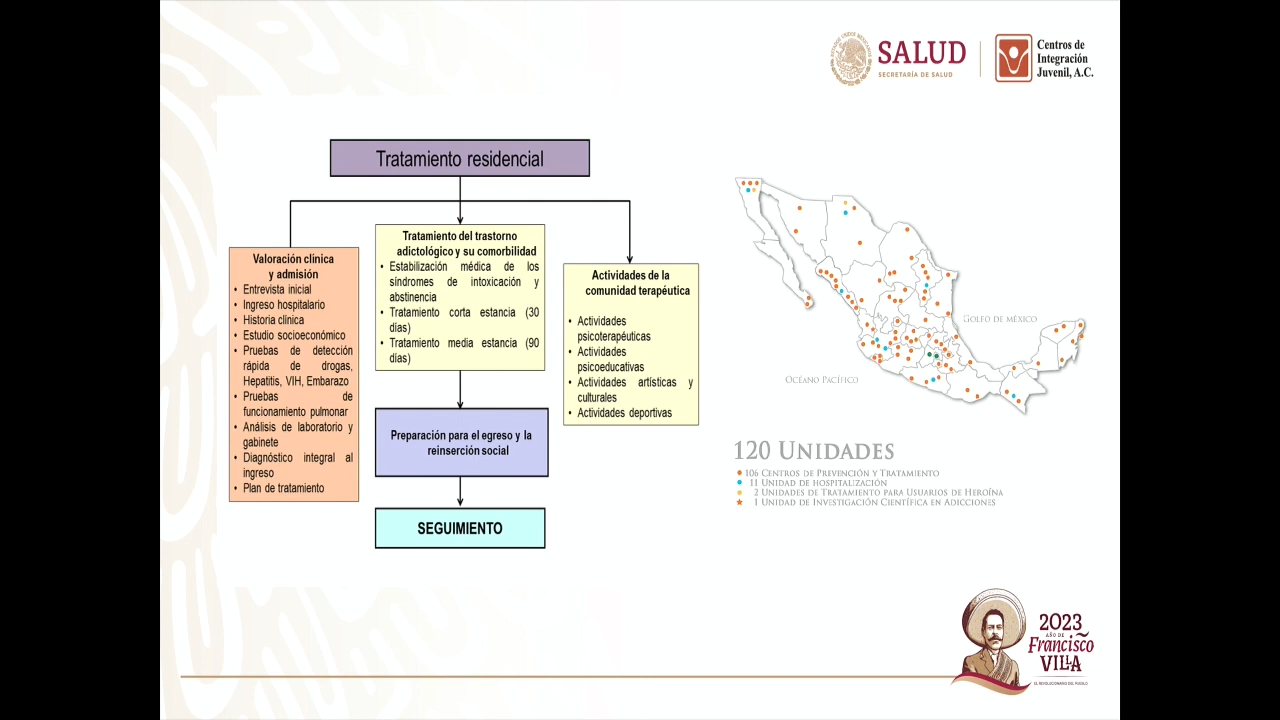 SALUD
SECRETARÍA DE SALUD
Centros de
Integración
Juvenil, A.C.
Tratamiento residencial
Valoración clínica
y admisión
• Entrevista inicial
• Ingreso hospitalario
• Historia clínica
• Estudio socioeconómico
• Pruebas de detección
rápida de drogas,
Hepatitis, VIH, Embarazo
• Pruebas de
funcionamiento pulmonar
• Análisis de laboratorio y
gabinete
• Diagnóstico integral al
ingreso
• Plan de tratamiento
Tratamiento del trastorno
adictológico y su comorbilidad
• Estabilización médica de los
síndromes de intoxicación y
abstinencia
• Tratamiento corta estancia (30
días)
• Tratamiento media estancia (90
días)
Preparación para el egreso y la
reinserción social
SEGUIMIENTO
Actividades de la
comunidad terapéutica
• Actividades
psicoterapéuticas
• Actividades
psicoeducativas
• Actividades artísticas y
culturales
• Actividades deportivas
GOLFO DE MÉXICO
OCÉANO PACÍFICO
120 UNIDADES
106 CENTROS DE PREVENCIÓN Y TRATAMIENTO
11 UNIDAD DE HOSPITALIZACIÓN
2 UNIDADES DE TRATAMIENTO PARA USUARIOS DE HEROÍNA
1 UNIDAD DE INVESTIGACIÓN CIENTÍFICA EN ADICCIONES
2023
AÑO DE
Francisco
VILLA
EL REVOLUCIONARIO DEL PUEBLO